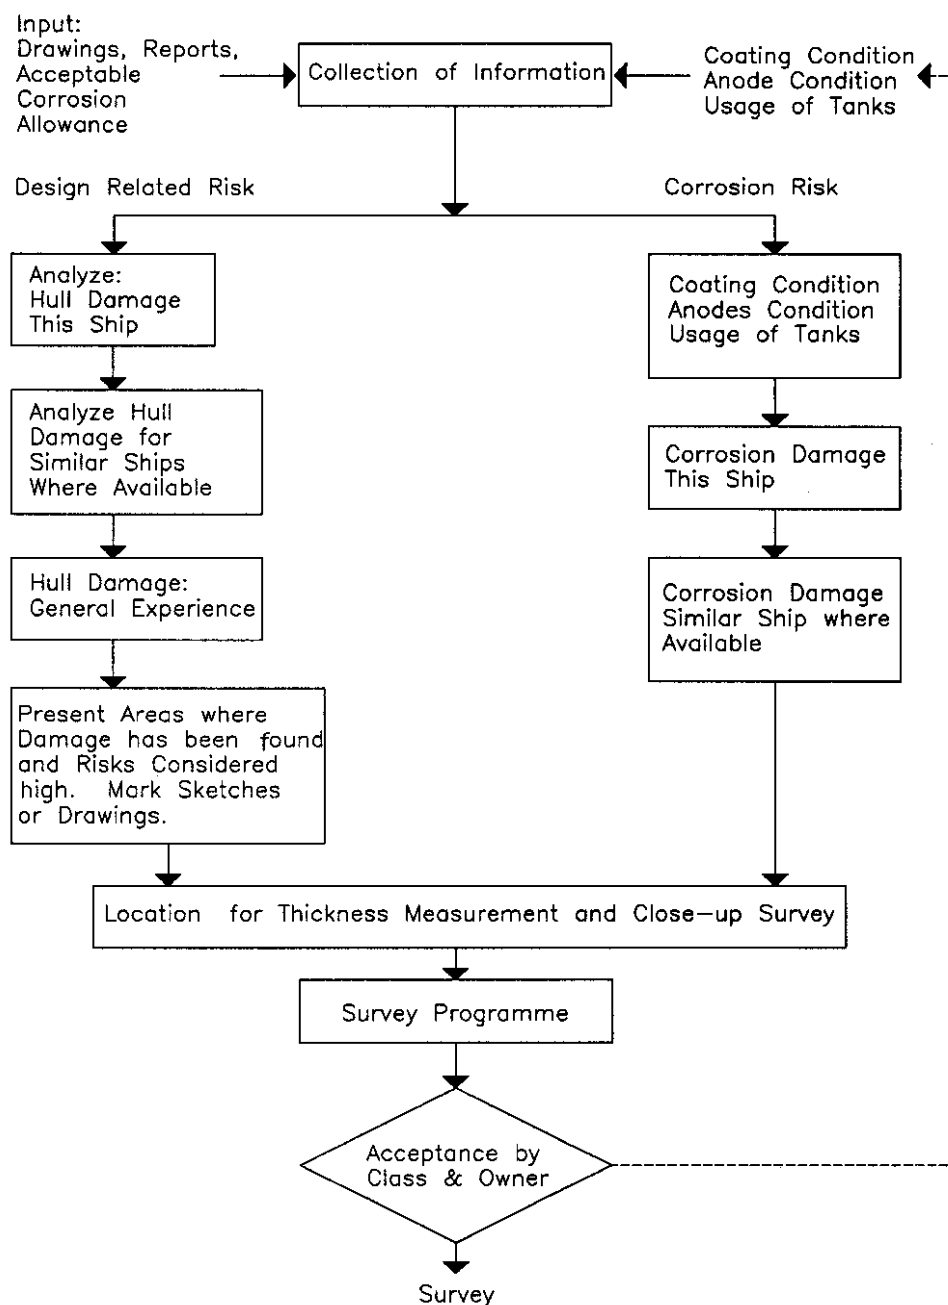 Input:
Drawings, Reports,
Acceptable
Corrosion
Allowance
Collection of Information
Coating Condition
Anode Condition
Usage of Tanks
Design Related Risk
Corrosion Risk
Analyze:
Hull Damage
This Ship
Analyze Hull
Damage for
Similar Ships
Where Available
Hull Damage:
General Experience
Present Areas where
Damage has been found
and Risks Considered
high. Mark Sketches
or Drawings.
Coating Condition
Anodes Condition
Usage of Tanks
Corrosion Damage
This Ship
Corrosion Damage
Similar Ship where
Available
Location for Thickness Measurement and Close-up Survey
Survey Programme
Acceptance by
Class & Owner
Survey